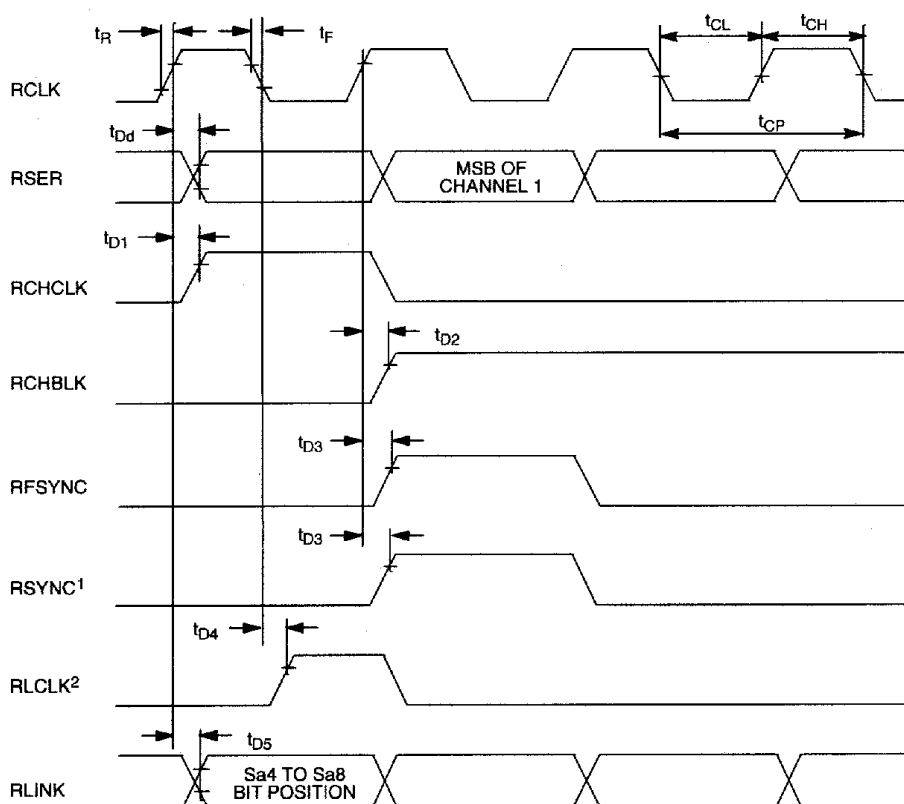 tR
tF
tCL
tCH
RCLK
tCP
tDd
RSER
MSB OF
CHANNEL 1
tD1
RCHCLK
tD2
RCHBLK
tD3
RFSYNC
tD3
RSYNC1
tD4
RLCLK2
tD5
RLINK
Sa4 TO Sa8
BIT POSITION